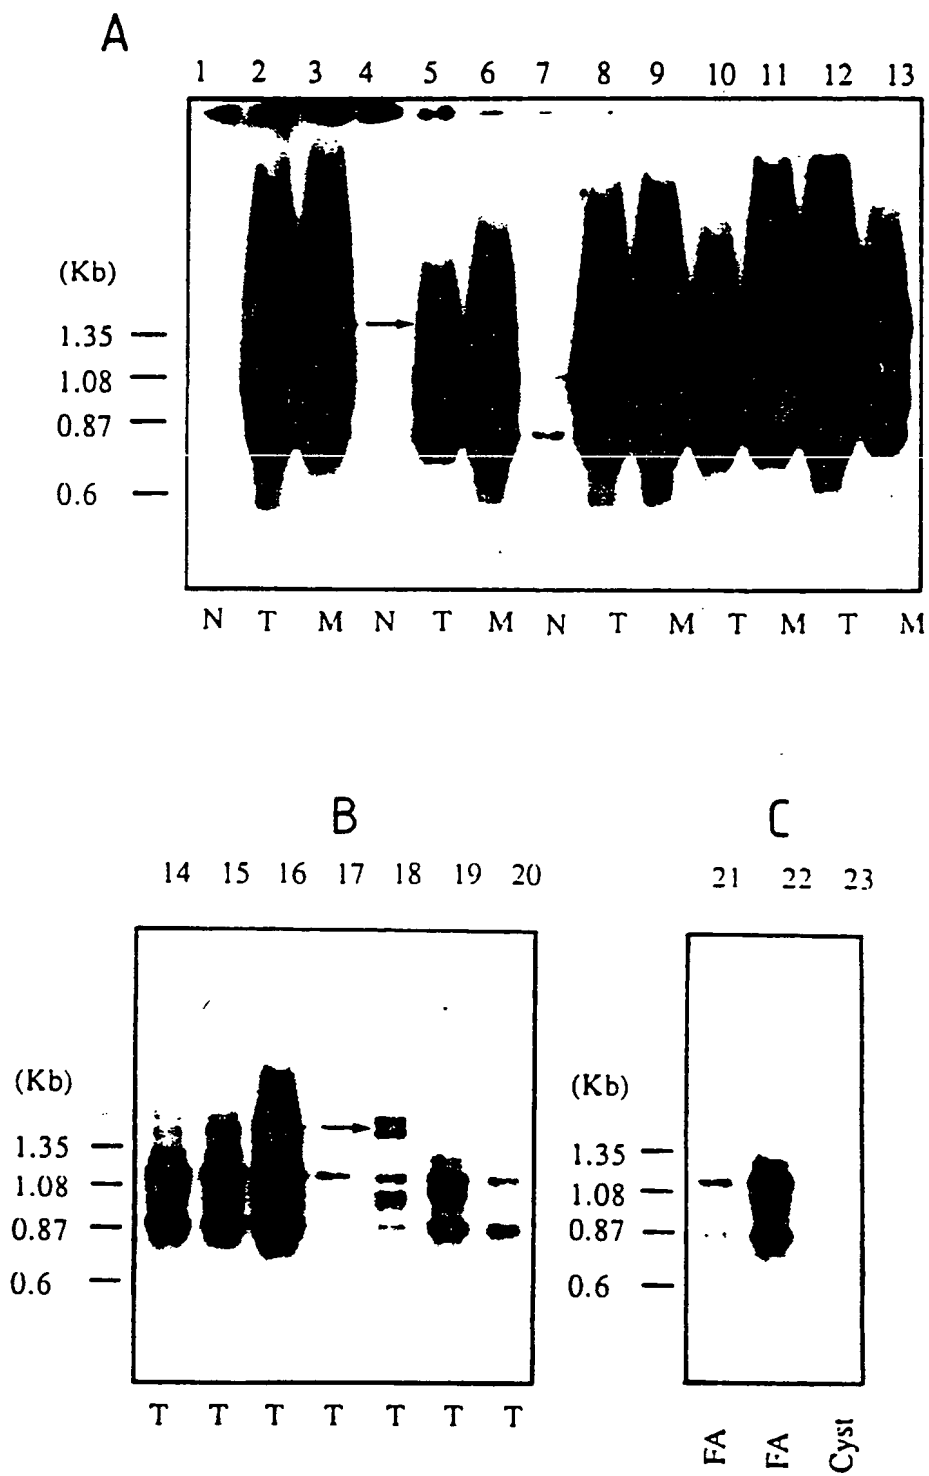 A
1 2 3 4 5 6 7 8 9 10 11 12 13
(Kb)
1.35
1.08
0.87
0.6
N T M N T M N T M T M T M
B
14 15 16 17 18 19 20
(Kb)
1.35
1.08
0.87
0.6
T T T T T T T
C
21 22 23
(Kb)
1.35
1.08
0.87
0.6
FA FA Cyst